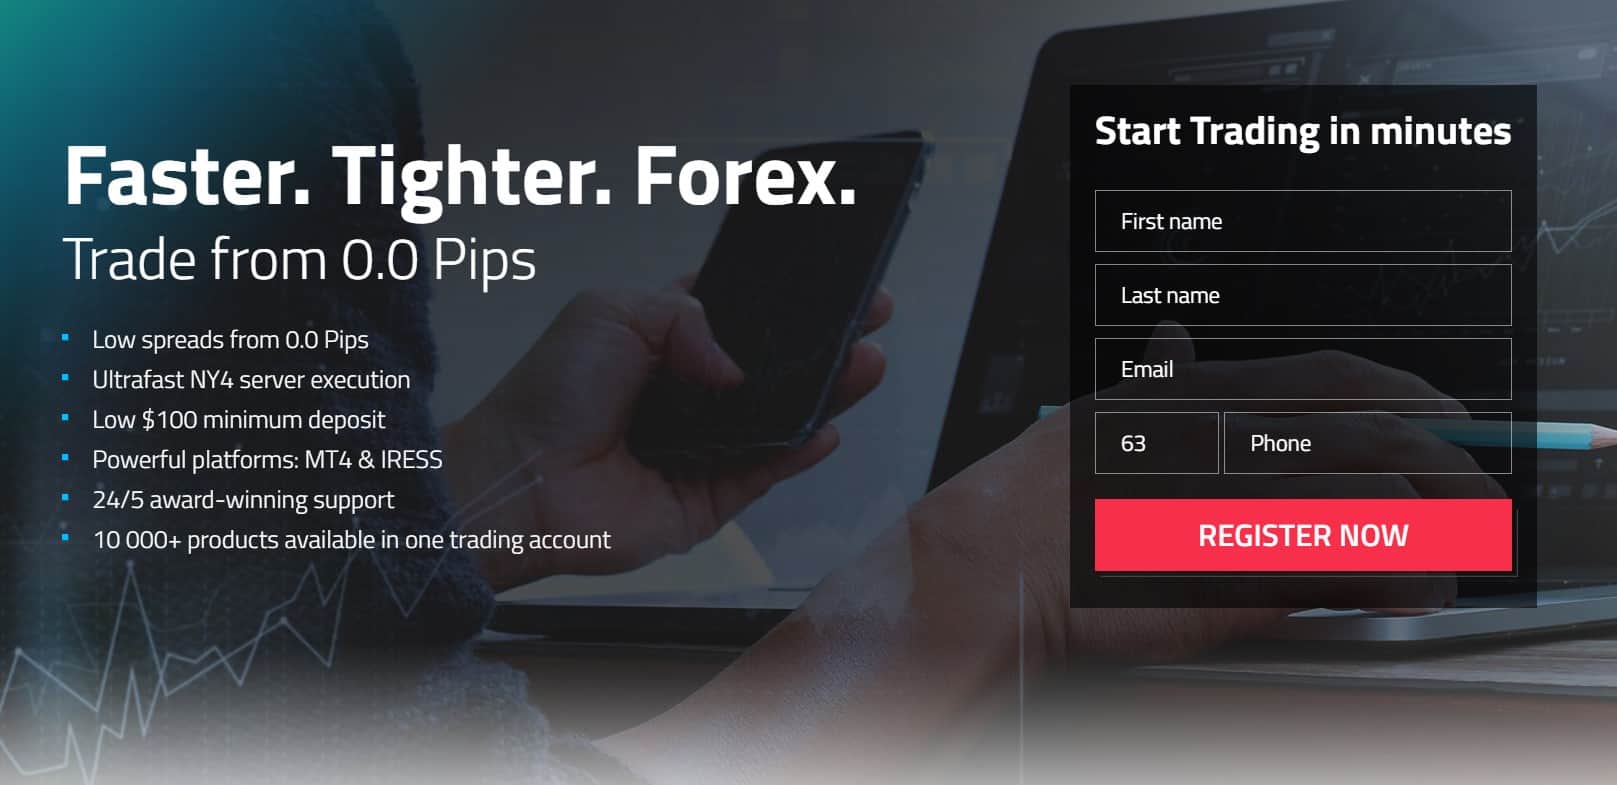 Faster. Tighter. Forex.
Trade from 0.0 Pips
Low spreads from 0.0 Pips
Ultrafast NY4 server execution
Low $100 minimum deposit
Powerful platforms: MT4 & IRESS
24/5 award-winning support
10 000+ products available in one trading account
Start Trading in minutes
First name
Last name
Email
63 Phone
REGISTER NOW